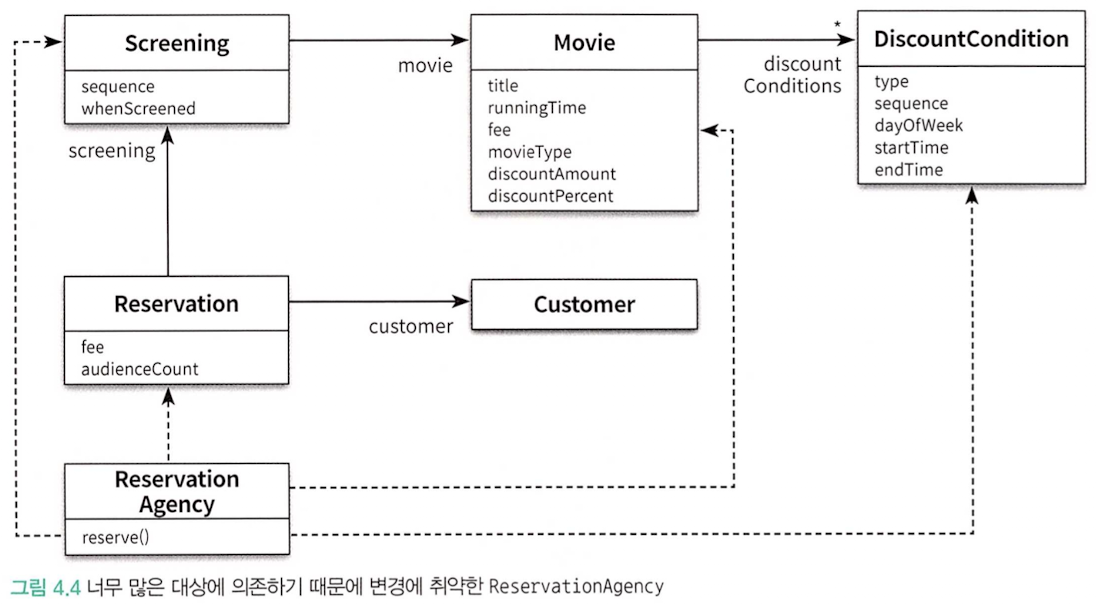 Screening
sequence
whenScreened
movie
Movie
title
runningTime
fee
movieType
discountAmount
discountPercent
*
discount
Conditions
DiscountCondition
type
sequence
dayOfWeek
startTime
endTime
screening
Reservation
fee
audienceCount
customer
Customer
Reservation
Agency
reserve()
그림 4.4 너무 많은 대상에 의존하기 때문에 변경에 취약한 ReservationAgency